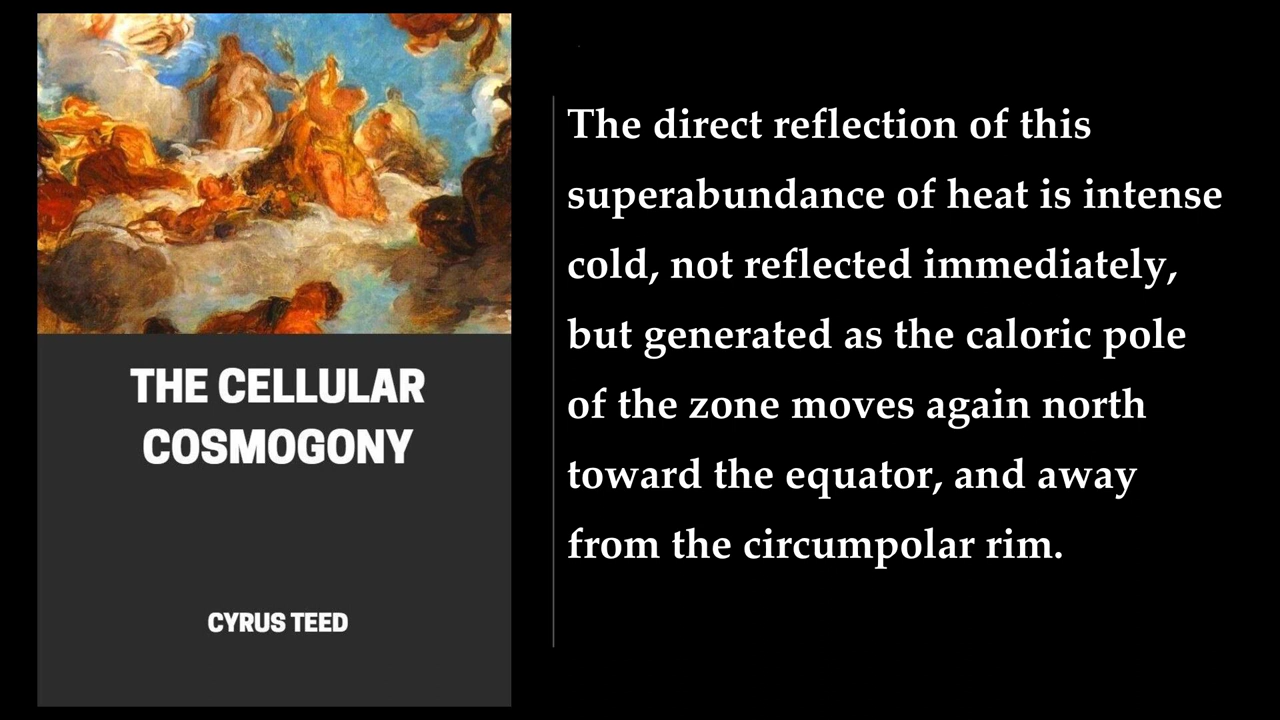 THE CELLULAR
COSMOGONY
CYRUS TEED
The direct reflection of this
superabundance of heat is intense
cold, not reflected immediately,
but generated as the caloric pole
of the zone moves again north
toward the equator, and away
from the circumpolar rim.